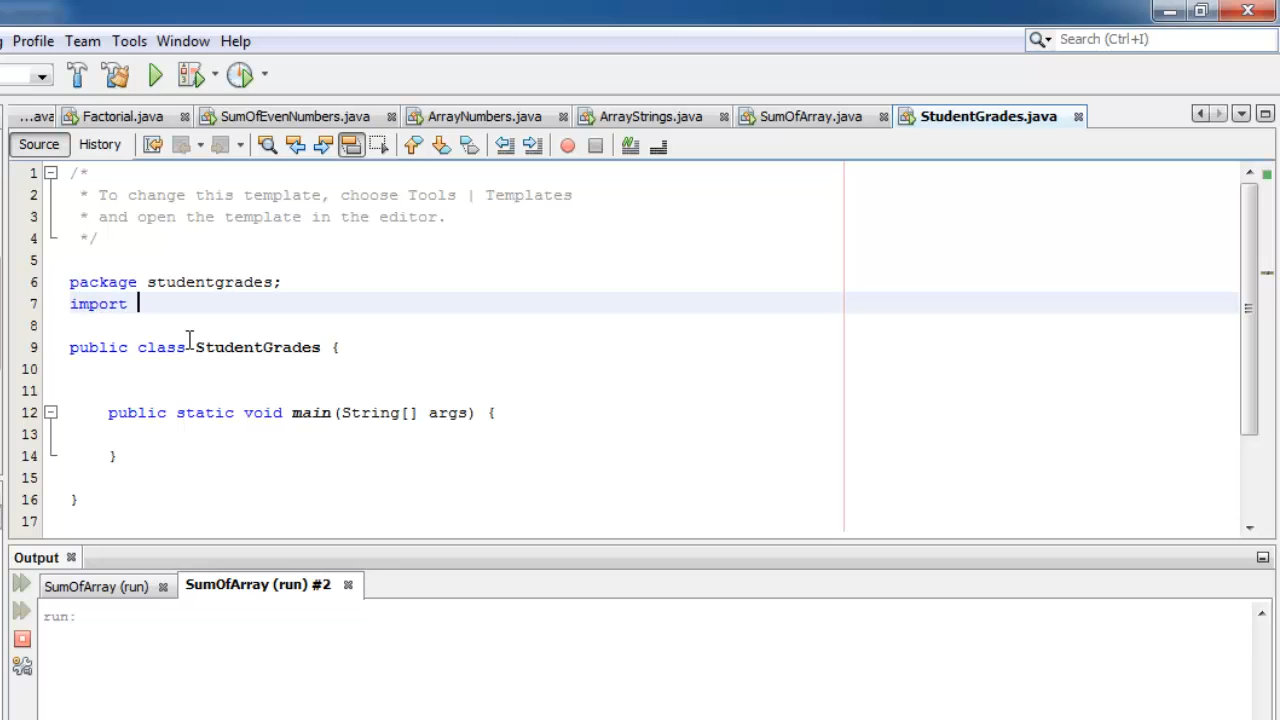 Profile Team Tools Window Help
Search (Ctrl+I)
...ava Factorial.java SumOfEvenNumbers.java ArrayNumbers.java ArrayStrings.java SumOfArray.java StudentGrades.java
Source History
1 /*
2 * To change this template, choose Tools | Templates
3 * and open the template in the editor.
4 */
5
6 package studentgrades;
7 import
8
9 public class StudentGrades {
10
11
12 public static void main(String[] args) {
13
14 }
15
16 }
17
Output
SumOfArray (run) SumOfArray (run) #2
run: